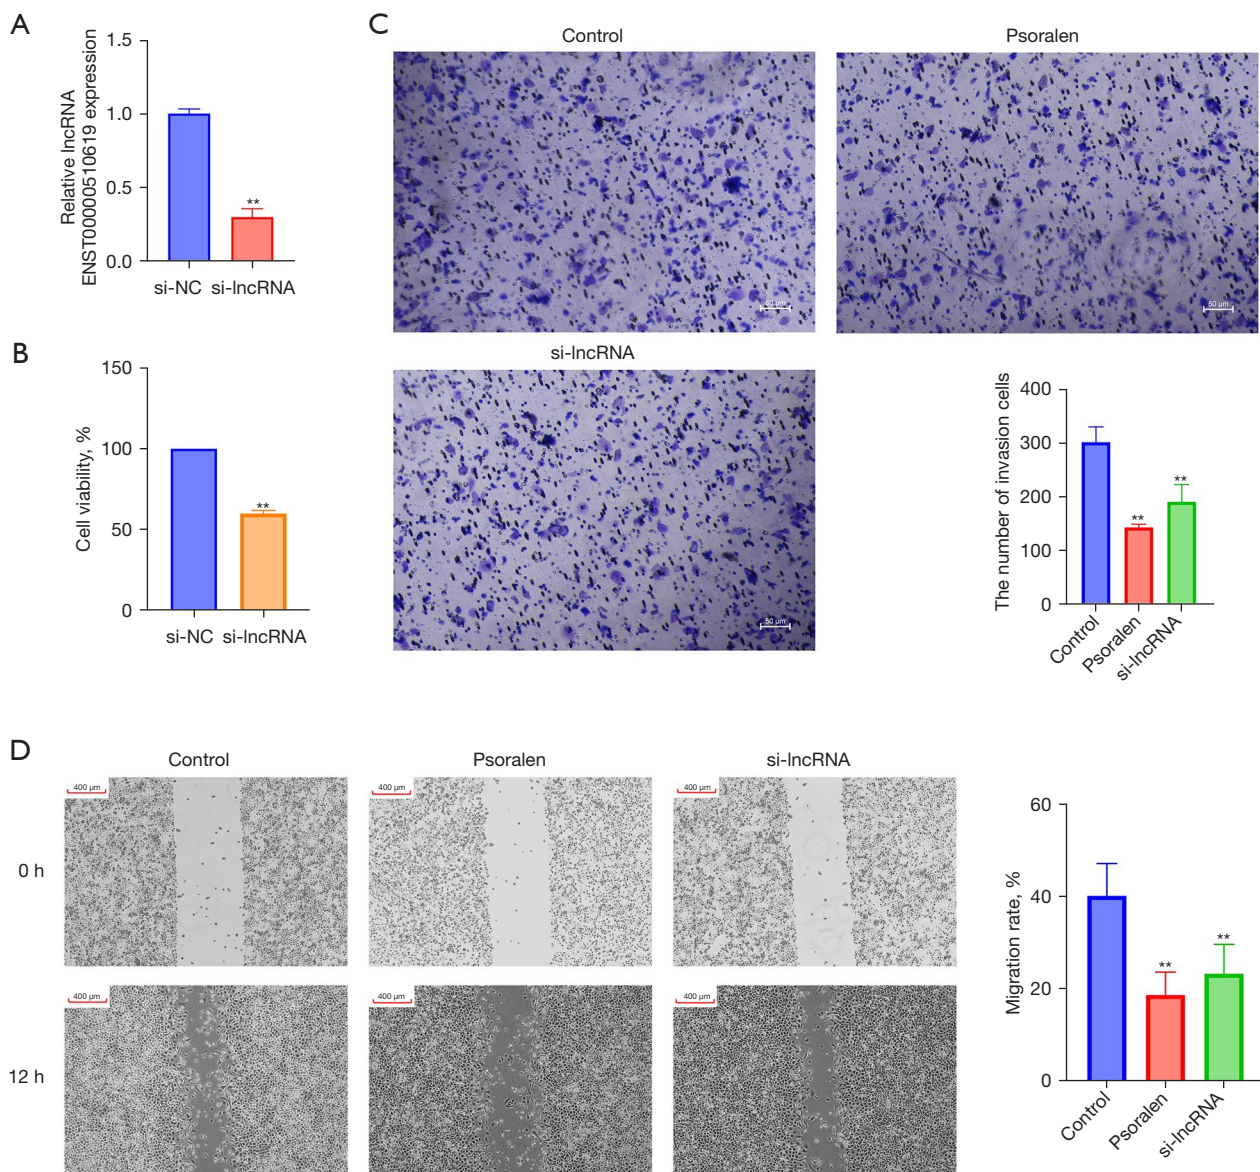 A
Relative lncRNA
ENST00000510619 expression
1.5
1.0
0.5
0.0
**
si-NC
si-lncRNA
B
Cell viability, %
150
100
50
0
**
si-NC
si-lncRNA
C
Control
50 µm
Psoralen
50 µm
si-lncRNA
50 µm
The number of invasion cells
400
300
200
100
0
**
**
Control
Psoralen
si-lncRNA
D
Control
Psoralen
si-lncRNA
0 h
400 µm
400 µm
400 µm
12 h
400 µm
400 µm
400 µm
Migration rate, %
60
40
20
0
**
**
Control
Psoralen
si-lncRNA